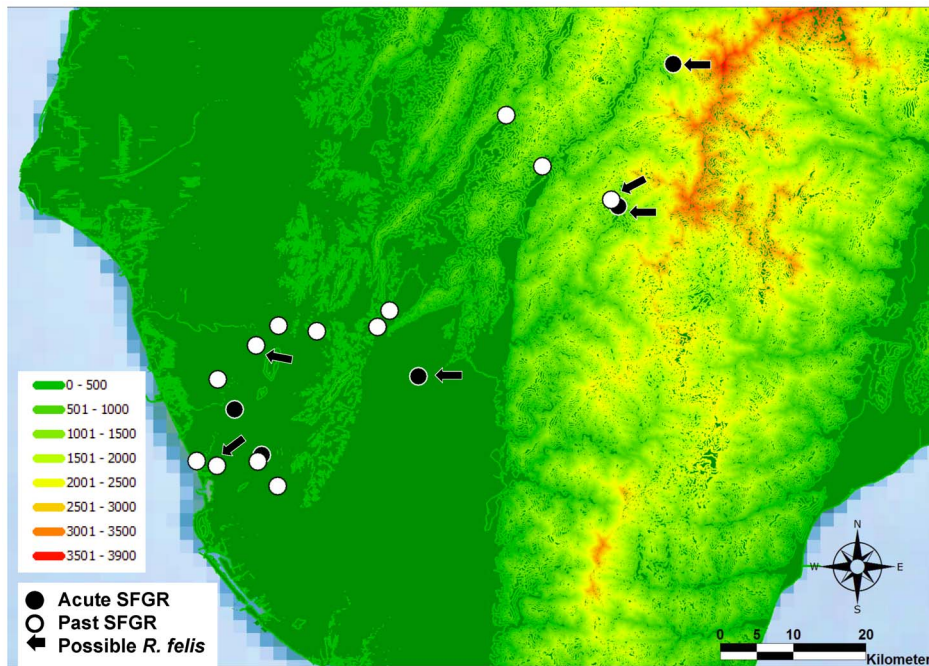 0 - 500
501 - 1000
1001 - 1500
1501 - 2000
2001 - 2500
2501 - 3000
3001 - 3500
3501 - 3900
Acute SFGR
Past SFGR
Possible R. felis
N
W E
S
0 5 10 20
Kilometer